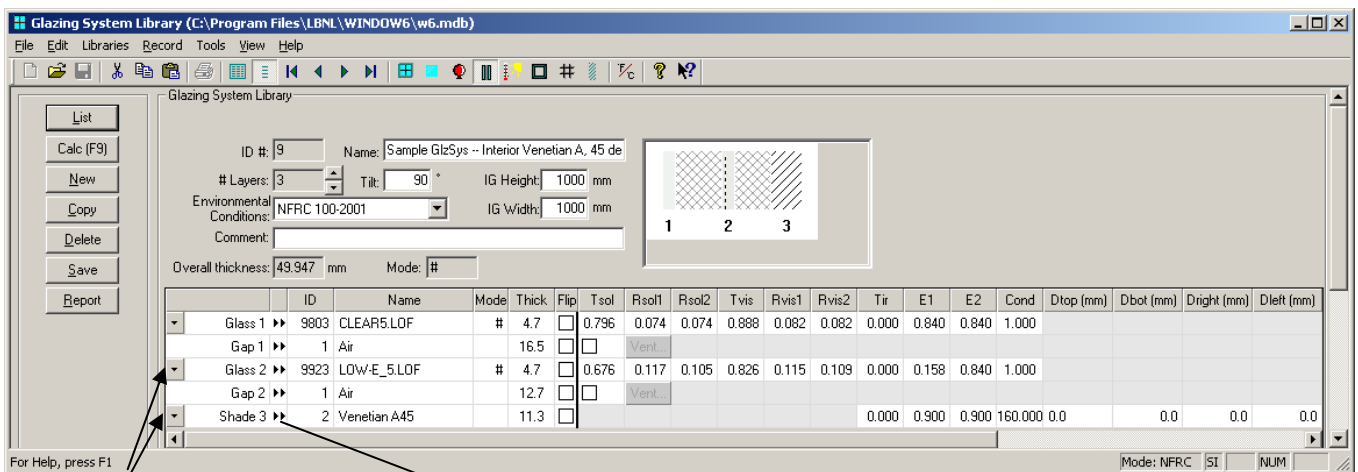 Glazing System Library (C:\Program Files\LBNL\WINDOW6\w6.mdb)
File Edit Libraries Record Tools View Help
F/C ? ?
Glazing System Library
List
Calc (F9)
New
Copy
Delete
Save
Report
ID #: 9 Name: Sample GlzSys -- Interior Venetian A, 45 de
# Layers: 3 Tilt: 90 ° IG Height: 1000 mm
Environmental Conditions: NFRC 100-2001 IG Width: 1000 mm
Comment:
Overall thickness: 49.947 mm Mode: #
1 2 3
ID Name Mode Thick Flip Tsol Rsol1 Rsol2 Tvis Rvis1 Rvis2 Tir E1 E2 Cond Dtop (mm) Dbot (mm) Dright (mm) Dleft (mm)
Glass 1 9803 CLEAR5.LOF # 4.7 0.796 0.074 0.074 0.888 0.082 0.082 0.000 0.840 0.840 1.000
Gap 1 1 Air 16.5 Vent...
Glass 2 9923 LOW-E_5.LOF # 4.7 0.676 0.117 0.105 0.826 0.115 0.109 0.000 0.158 0.840 1.000
Gap 2 1 Air 12.7 Vent...
Shade 3 2 Venetian A45 11.3 0.000 0.900 0.900 160.000 0.0 0.0 0.0 0.0
For Help, press F1 Mode: NFRC SI NUM